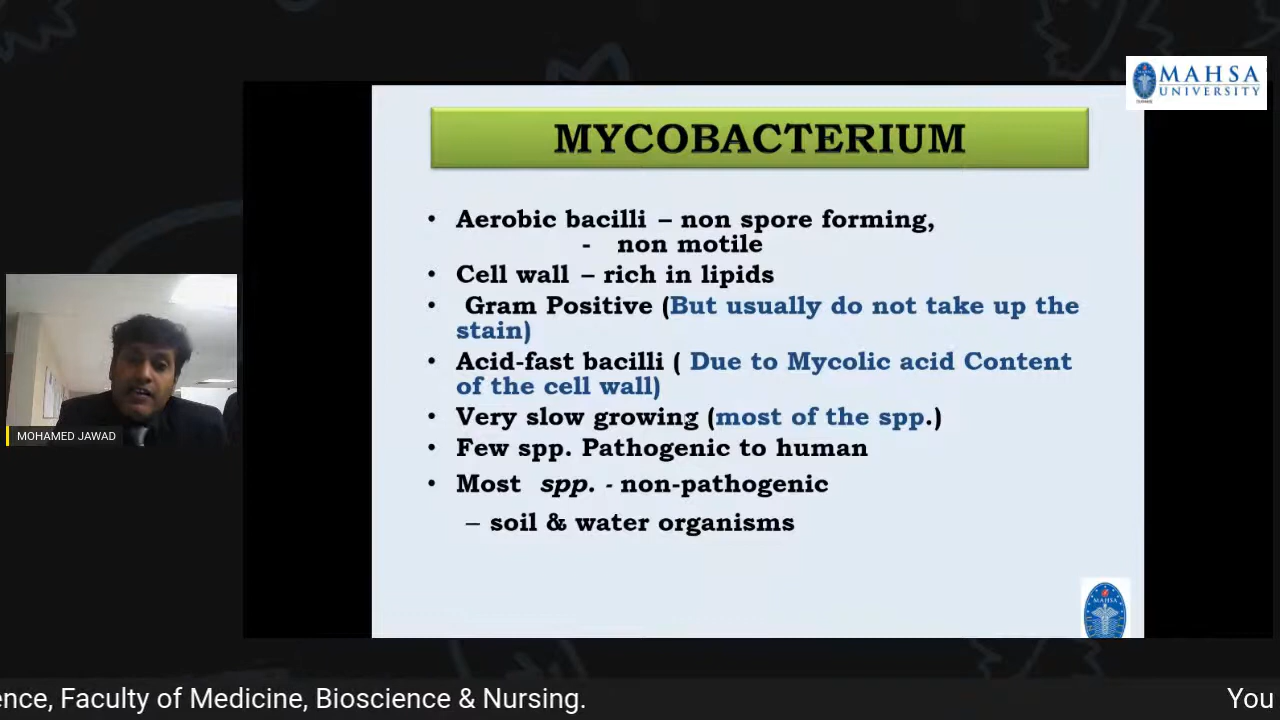 MAHSA
UNIVERSITY
MYCOBACTERIUM
• Aerobic bacilli – non spore forming,
- non motile
• Cell wall – rich in lipids
• Gram Positive (But usually do not take up the
stain)
• Acid-fast bacilli ( Due to Mycolic acid Content
of the cell wall)
• Very slow growing (most of the spp.)
• Few spp. Pathogenic to human
• Most spp. - non-pathogenic
– soil & water organisms
MOHAMED JAWAD
MAHSA
ence, Faculty of Medicine, Bioscience & Nursing.
You